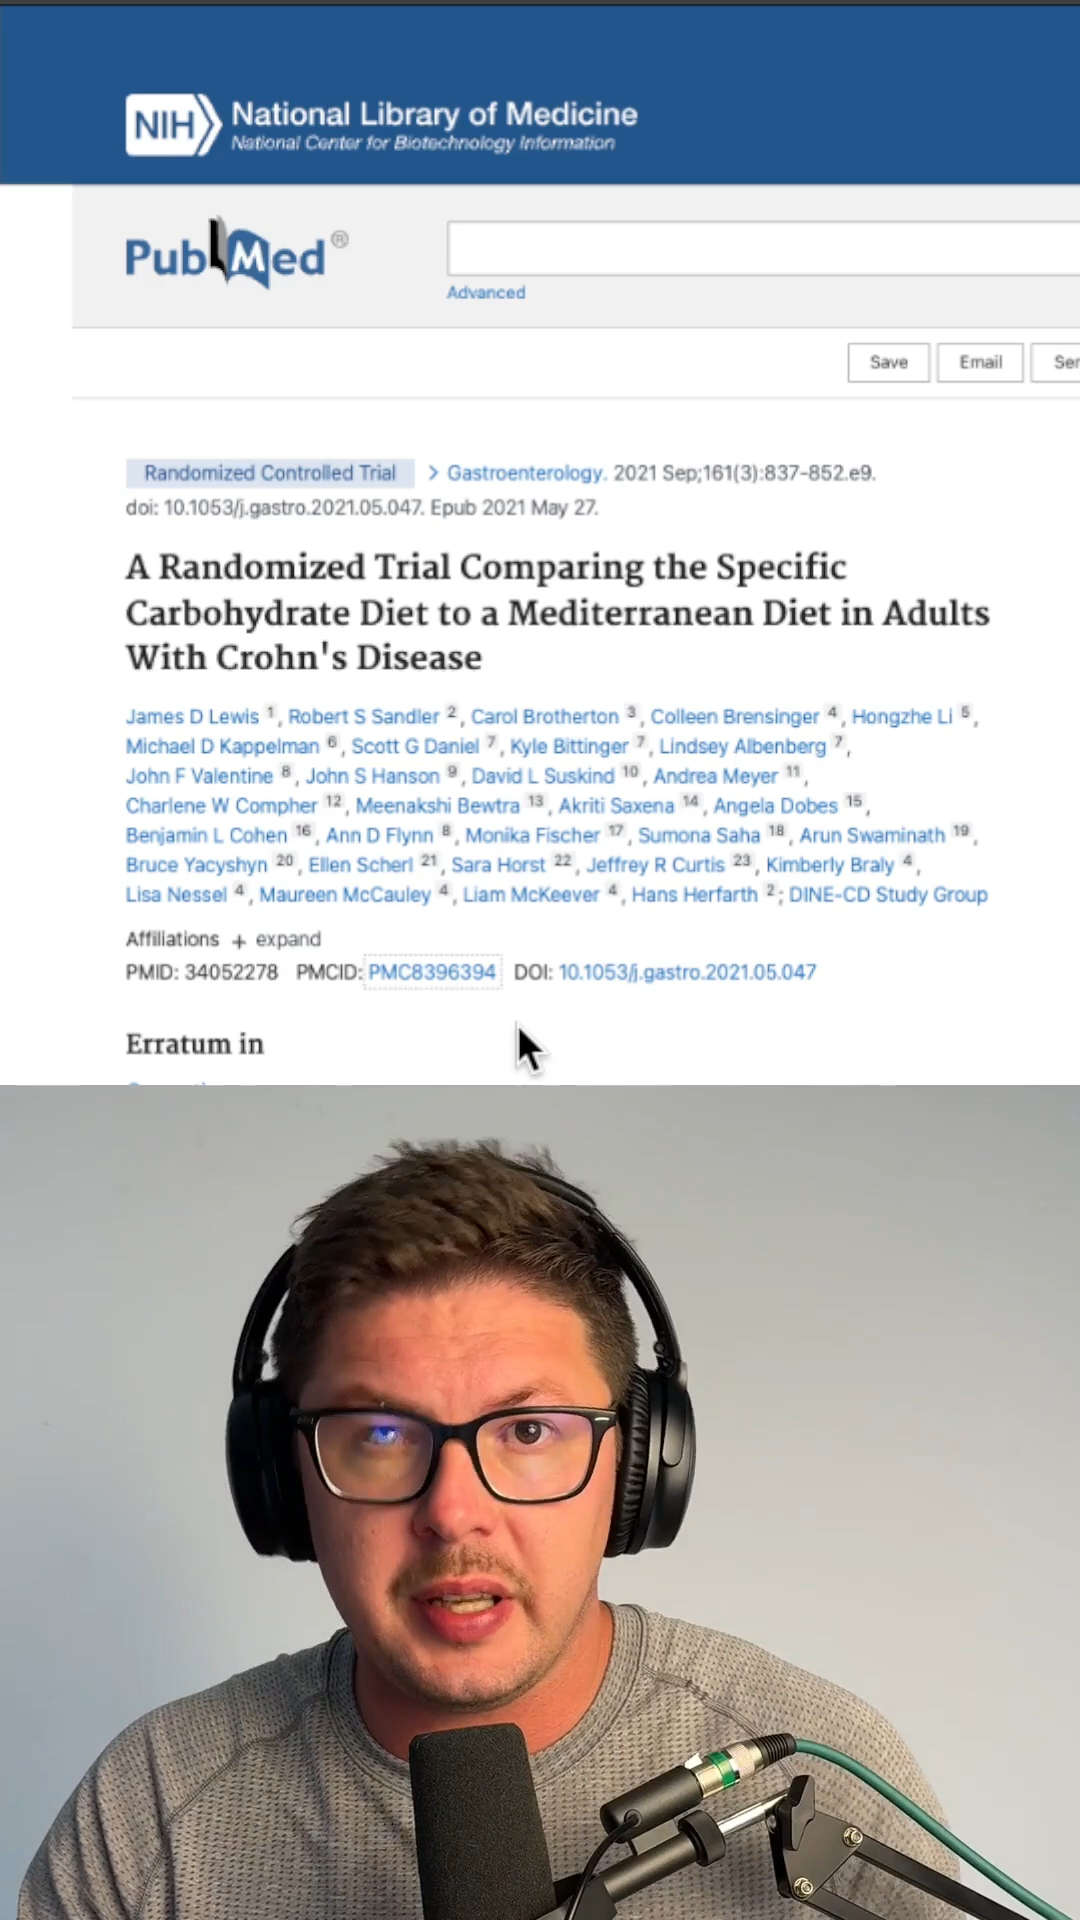 NIH National Library of Medicine
National Center for Biotechnology Information
PubMed®
Advanced
Save Email
Randomized Controlled Trial > Gastroenterology. 2021 Sep;161(3):837-852.e9.
doi: 10.1053/j.gastro.2021.05.047. Epub 2021 May 27.
A Randomized Trial Comparing the Specific
Carbohydrate Diet to a Mediterranean Diet in Adults
With Crohn's Disease
James D Lewis 1, Robert S Sandler 2, Carol Brotherton 3, Colleen Brensinger 4, Hongzhe Li 5,
Michael D Kappelman 6, Scott G Daniel 7, Kyle Bittinger 7, Lindsey Albenberg 7,
John F Valentine 8, John S Hanson 9, David L Suskind 10, Andrea Meyer 11,
Charlene W Compher 12, Meenakshi Bewtra 13, Akriti Saxena 14, Angela Dobes 15,
Benjamin L Cohen 16, Ann D Flynn 8, Monika Fischer 17, Sumona Saha 18, Arun Swaminath 19,
Bruce Yacyshyn 20, Ellen Scherl 21, Sara Horst 22, Jeffrey R Curtis 23, Kimberly Braly 4,
Lisa Nessel 4, Maureen McCauley 4, Liam McKeever 4, Hans Herfarth 2; DINE-CD Study Group
Affiliations + expand
PMID: 34052278 PMCID: PMC8396394 DOI: 10.1053/j.gastro.2021.05.047
Erratum in